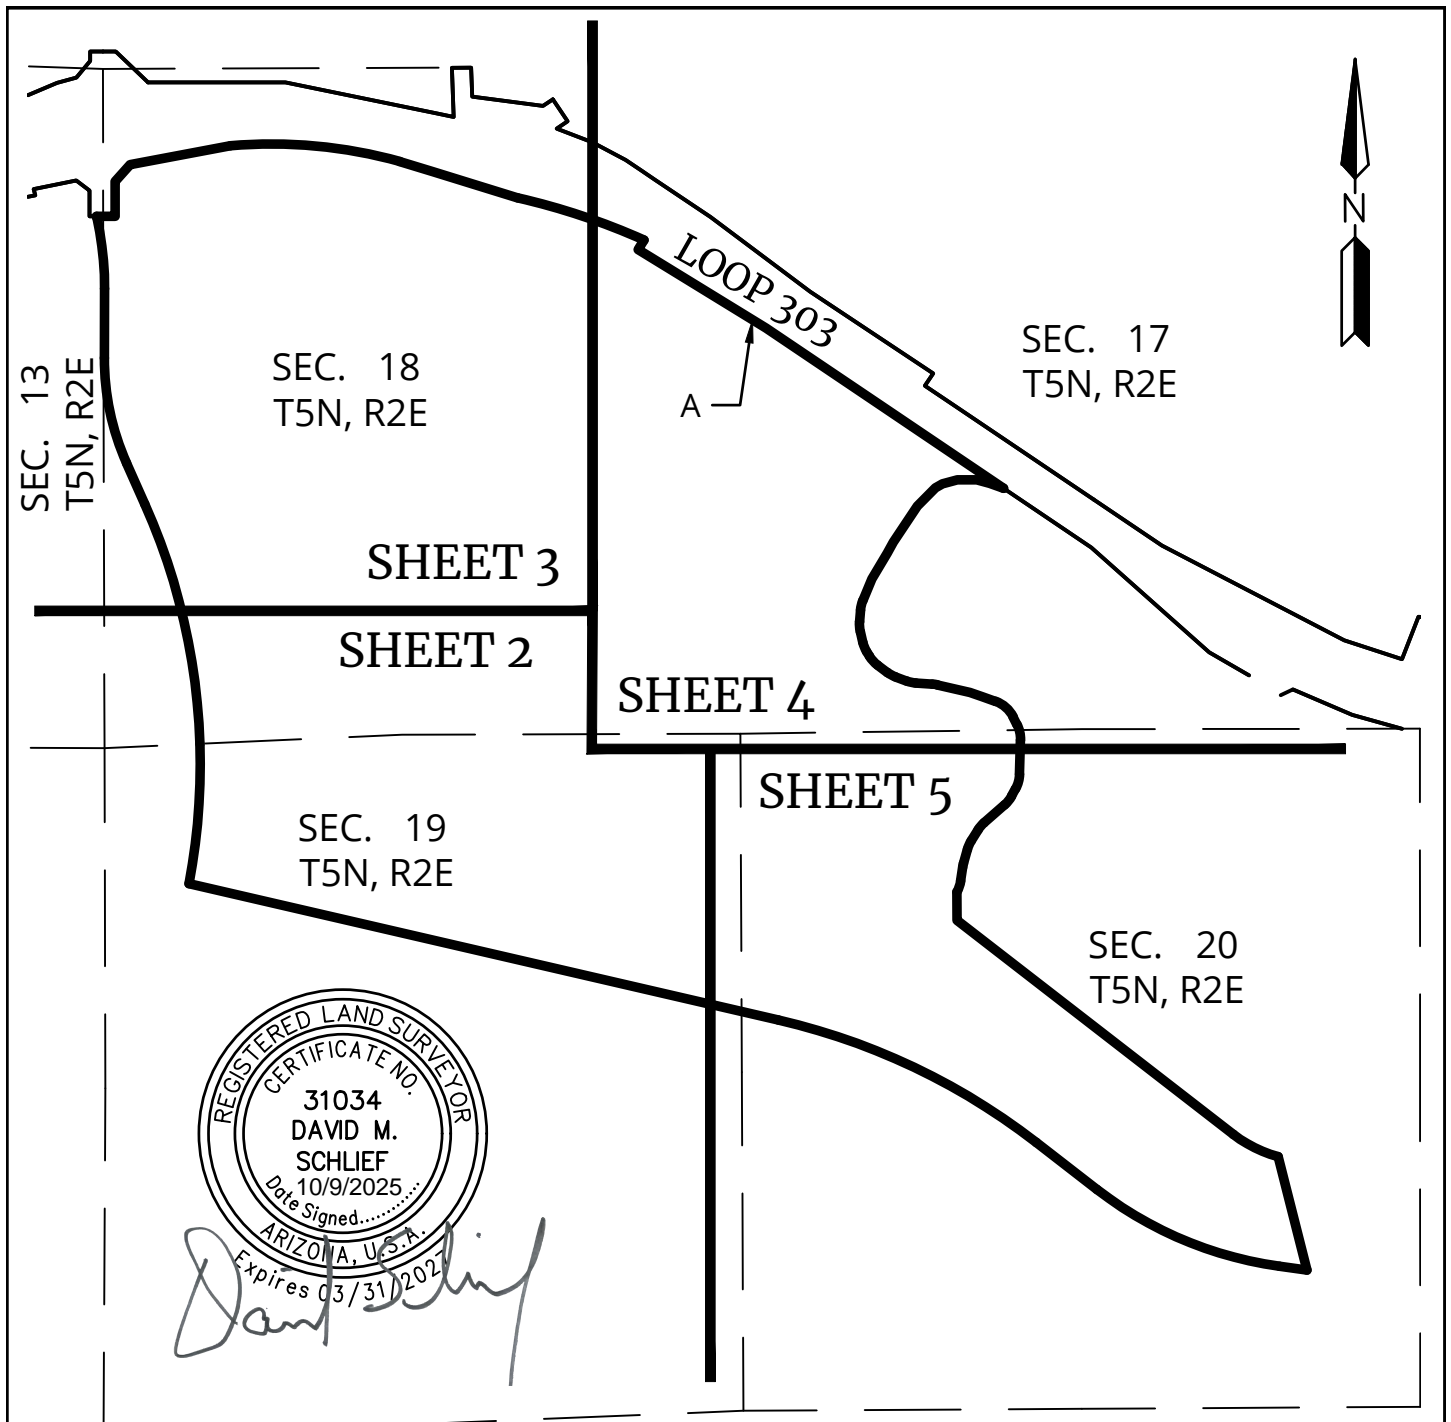 N
LOOP 303
SEC. 17
T5N, R2E
SEC. 18
T5N, R2E
SEC. 13
T5N, R2E
A
SHEET 3
SHEET 2
SHEET 4
SHEET 5
SEC. 19
T5N, R2E
SEC. 20
T5N, R2E
REGISTERED LAND SURVEYOR
CERTIFICATE NO.
31034
DAVID M.
SCHLIEF
10/9/2025
Date Signed............
ARIZONA, U.S.A.
Expires 03/31/2027